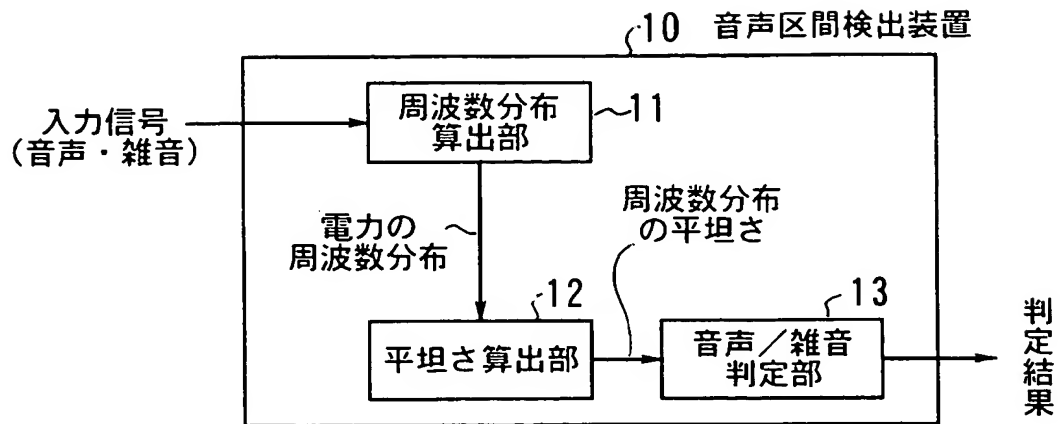 10 音声区間検出装置
入力信号
(音声・雑音)
周波数分布
算出部
11
電力の
周波数分布
周波数分布
の平坦さ
12
平坦さ算出部
13
音声／雑音
判定部
判定結果